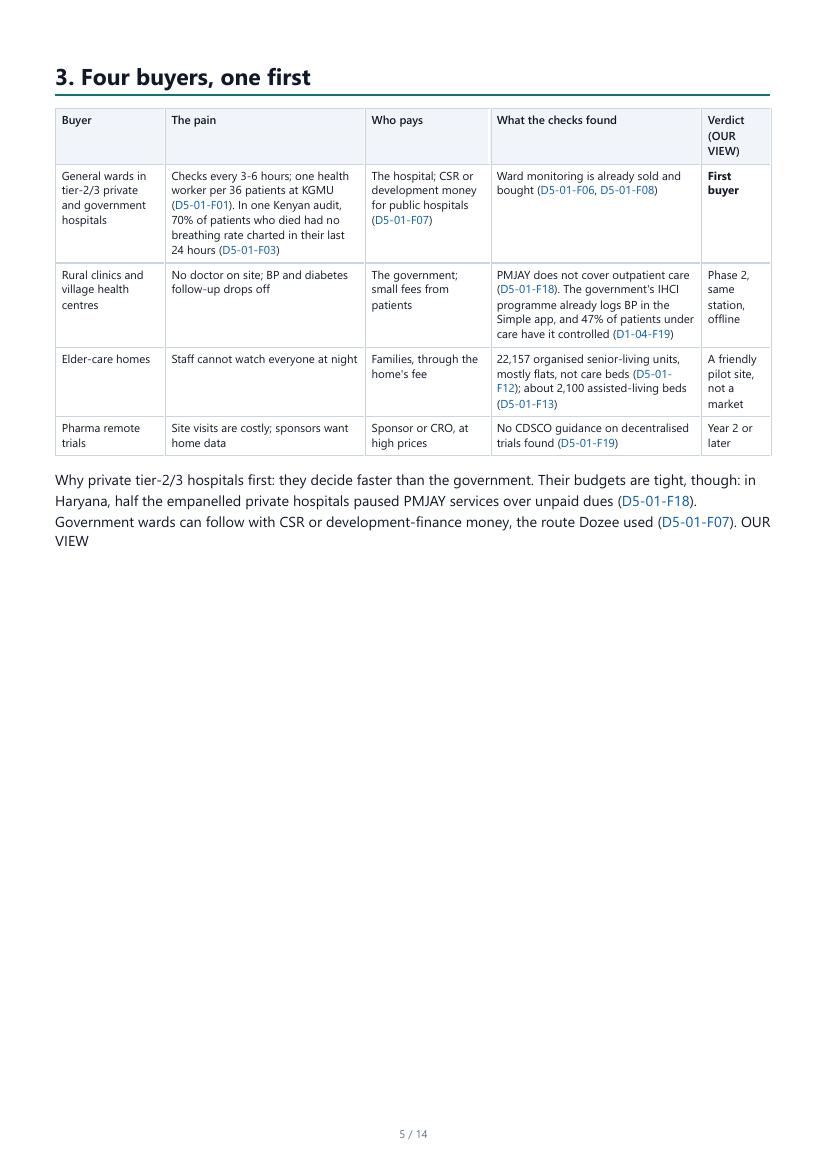 3. Four buyers, one first
Buyer
The pain
Who pays
What the checks found
Verdict
(OUR
VIEW)
General wards in
tier-2/3 private
and government
hospitals
Checks every 3-6 hours; one health
worker per 36 patients at KGMU
(D5-01-F01). In one Kenyan audit,
70% of patients who died had no
breathing rate charted in their last
24 hours (D5-01-F03)
The hospital; CSR or
development money
for public hospitals
(D5-01-F07)
Ward monitoring is already sold and
bought (D5-01-F06, D5-01-F08)
First
buyer
Rural clinics and
village health
centres
No doctor on site; BP and diabetes
follow-up drops off
The government;
small fees from
patients
PMJAY does not cover outpatient care
(D5-01-F18). The government's IHCI
programme already logs BP in the
Simple app, and 47% of patients under
care have it controlled (D1-04-F19)
Phase 2,
same
station,
offline
Elder-care homes
Staff cannot watch everyone at night
Families, through the
home's fee
22,157 organised senior-living units,
mostly flats, not care beds (D5-01-
F12); about 2,100 assisted-living beds
(D5-01-F13)
A friendly
pilot site,
not a
market
Pharma remote
trials
Site visits are costly; sponsors want
home data
Sponsor or CRO, at
high prices
No CDSCO guidance on decentralised
trials found (D5-01-F19)
Year 2 or
later
Why private tier-2/3 hospitals first: they decide faster than the government. Their budgets are tight, though: in
Haryana, half the empanelled private hospitals paused PMJAY services over unpaid dues (D5-01-F18).
Government wards can follow with CSR or development-finance money, the route Dozee used (D5-01-F07). OUR
VIEW
5 / 14